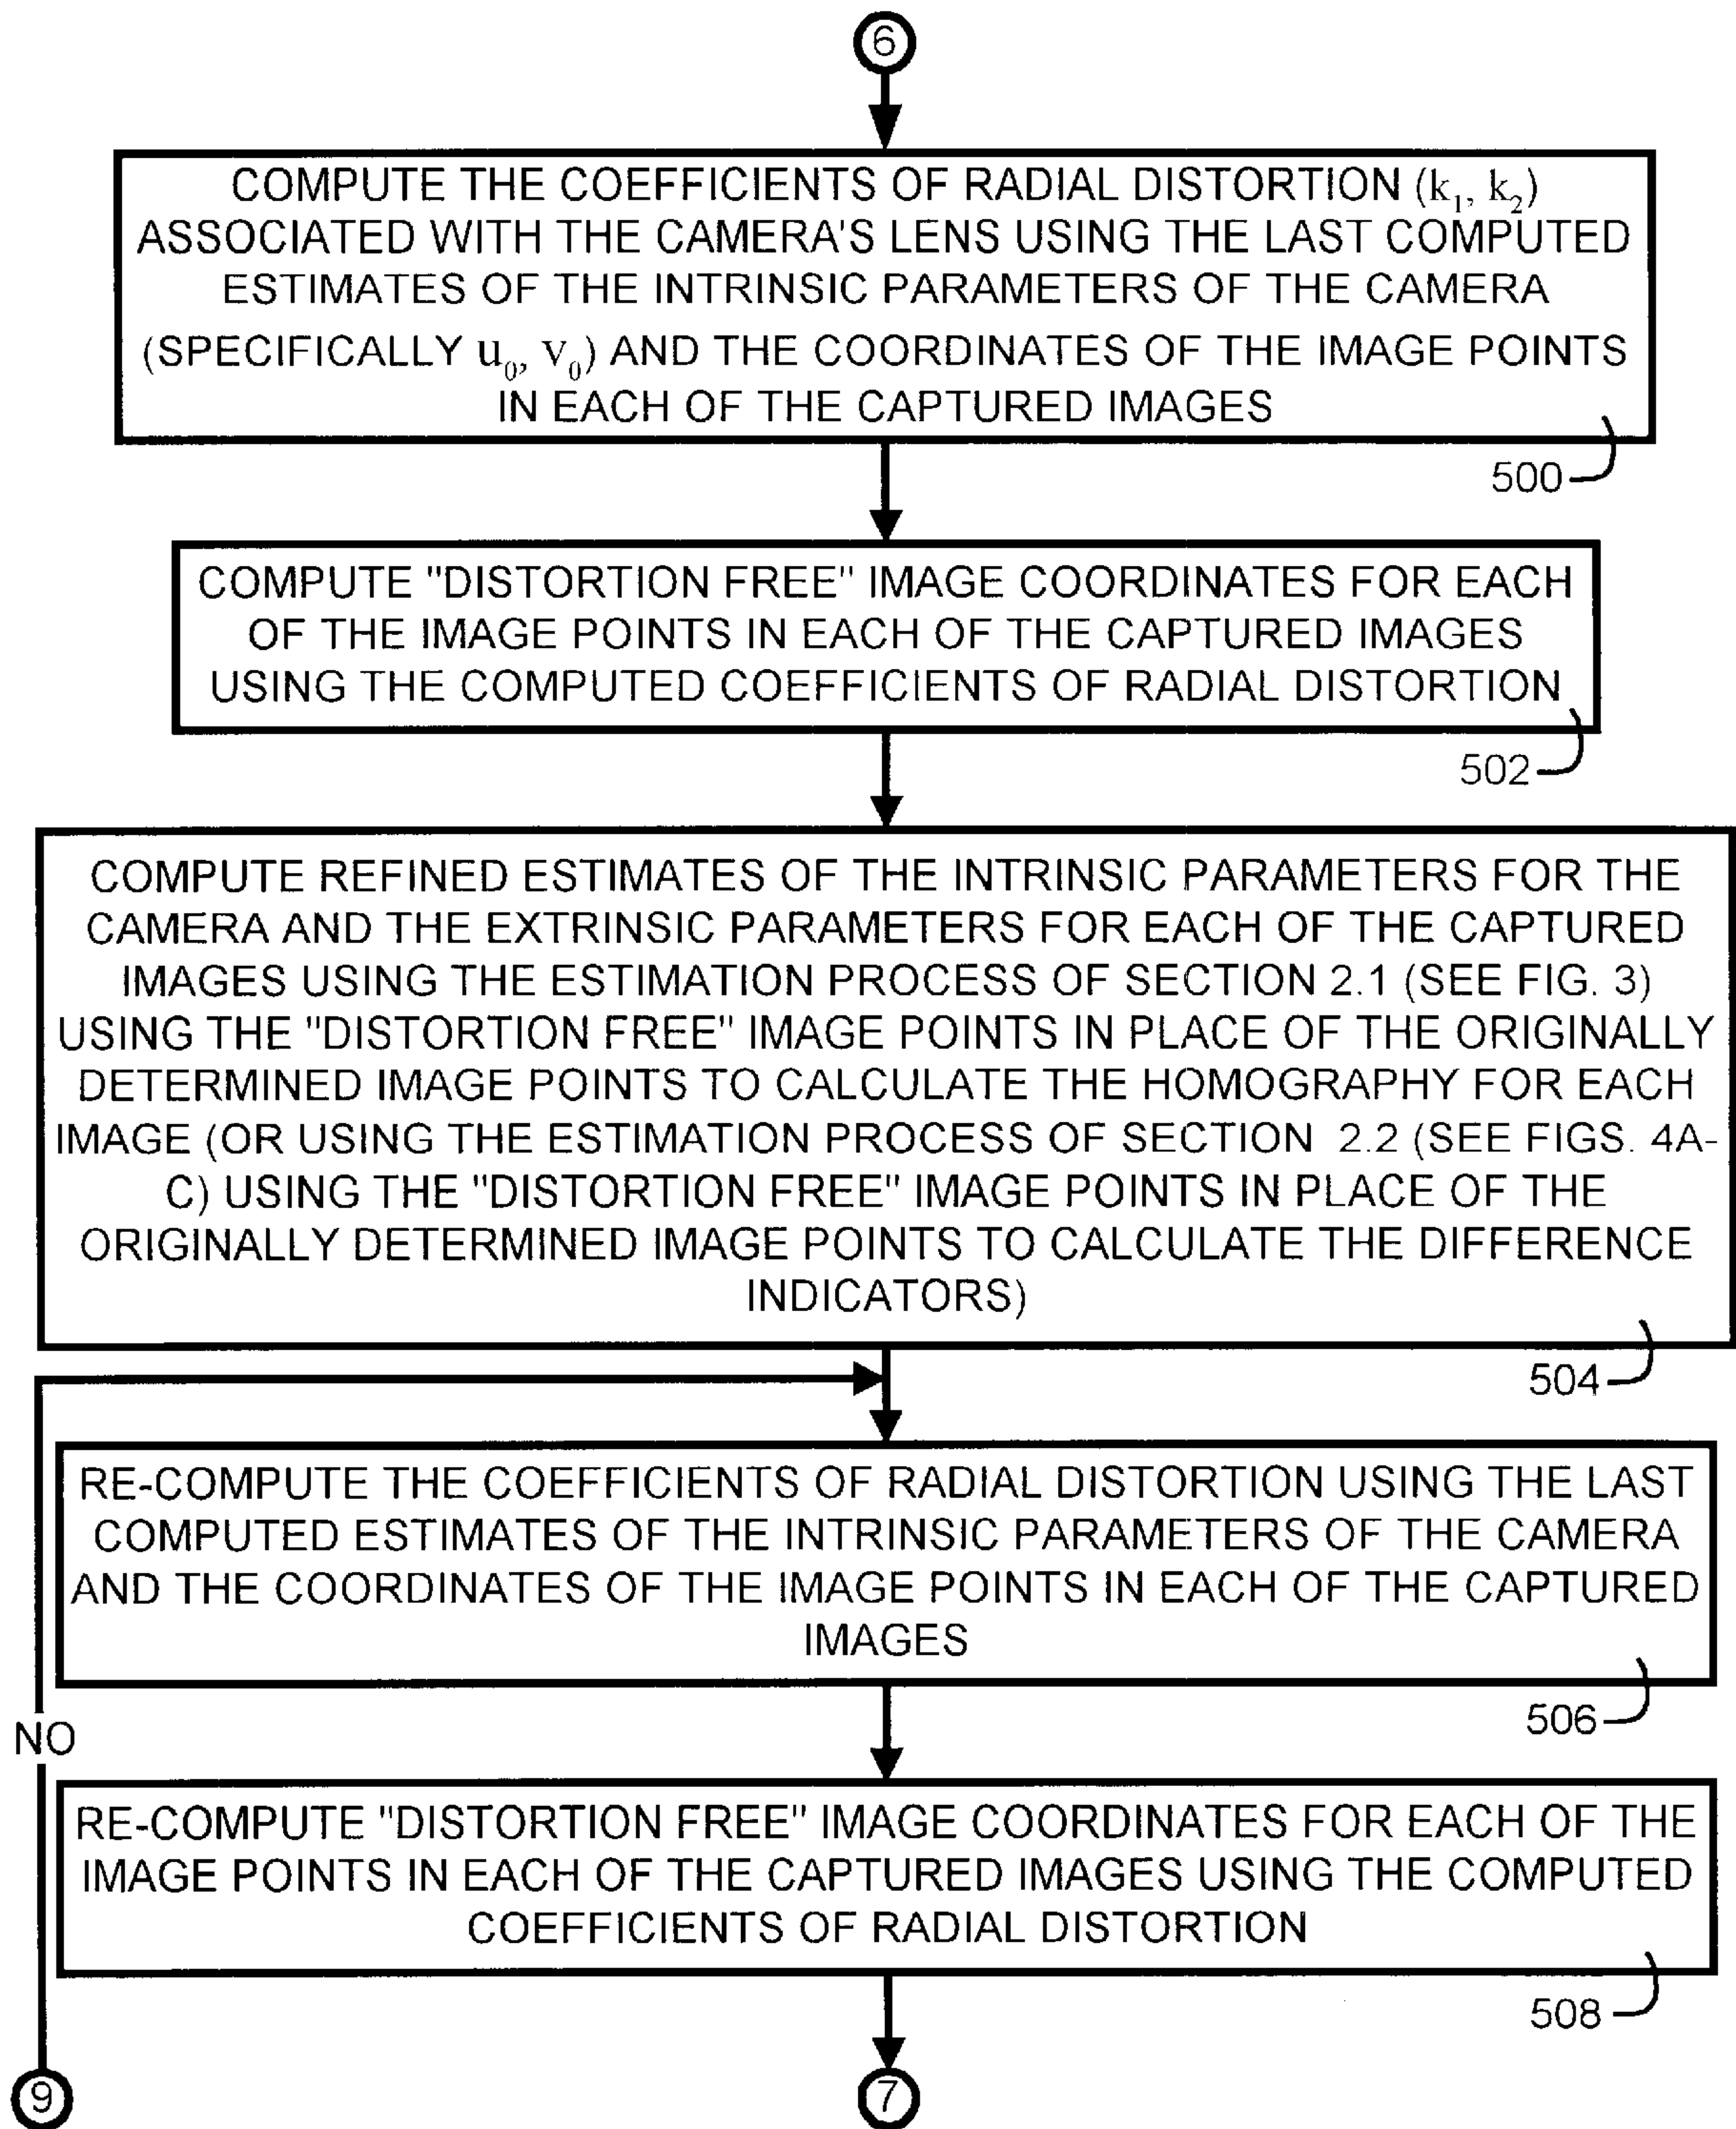 6
COMPUTE THE COEFFICIENTS OF RADIAL DISTORTION (k₁, k₂)
ASSOCIATED WITH THE CAMERA'S LENS USING THE LAST COMPUTED
ESTIMATES OF THE INTRINSIC PARAMETERS OF THE CAMERA
(SPECIFICALLY u₀, v₀) AND THE COORDINATES OF THE IMAGE POINTS
IN EACH OF THE CAPTURED IMAGES
500
COMPUTE "DISTORTION FREE" IMAGE COORDINATES FOR EACH
OF THE IMAGE POINTS IN EACH OF THE CAPTURED IMAGES
USING THE COMPUTED COEFFICIENTS OF RADIAL DISTORTION
502
COMPUTE REFINED ESTIMATES OF THE INTRINSIC PARAMETERS FOR THE
CAMERA AND THE EXTRINSIC PARAMETERS FOR EACH OF THE CAPTURED
IMAGES USING THE ESTIMATION PROCESS OF SECTION 2.1 (SEE FIG. 3)
USING THE "DISTORTION FREE" IMAGE POINTS IN PLACE OF THE ORIGINALLY
DETERMINED IMAGE POINTS TO CALCULATE THE HOMOGRAPHY FOR EACH
IMAGE (OR USING THE ESTIMATION PROCESS OF SECTION 2.2 (SEE FIGS. 4A-
C) USING THE "DISTORTION FREE" IMAGE POINTS IN PLACE OF THE
ORIGINALLY DETERMINED IMAGE POINTS TO CALCULATE THE DIFFERENCE
INDICATORS)
504
RE-COMPUTE THE COEFFICIENTS OF RADIAL DISTORTION USING THE LAST
COMPUTED ESTIMATES OF THE INTRINSIC PARAMETERS OF THE CAMERA
AND THE COORDINATES OF THE IMAGE POINTS IN EACH OF THE CAPTURED
IMAGES
506
NO
RE-COMPUTE "DISTORTION FREE" IMAGE COORDINATES FOR EACH OF THE
IMAGE POINTS IN EACH OF THE CAPTURED IMAGES USING THE COMPUTED
COEFFICIENTS OF RADIAL DISTORTION
508
9
7